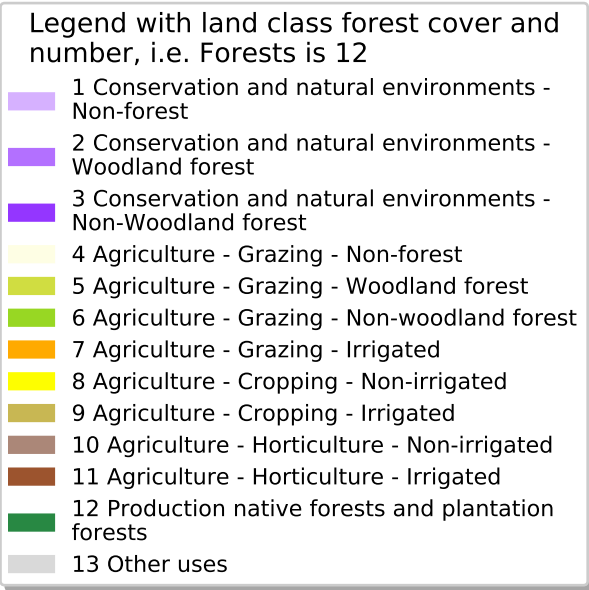 Legend with land class forest cover and
number, i.e. Forests is 12
1 Conservation and natural environments -
Non-forest
2 Conservation and natural environments -
Woodland forest
3 Conservation and natural environments -
Non-Woodland forest
4 Agriculture - Grazing - Non-forest
5 Agriculture - Grazing - Woodland forest
6 Agriculture - Grazing - Non-woodland forest
7 Agriculture - Grazing - Irrigated
8 Agriculture - Cropping - Non-irrigated
9 Agriculture - Cropping - Irrigated
10 Agriculture - Horticulture - Non-irrigated
11 Agriculture - Horticulture - Irrigated
12 Production native forests and plantation
forests
13 Other uses